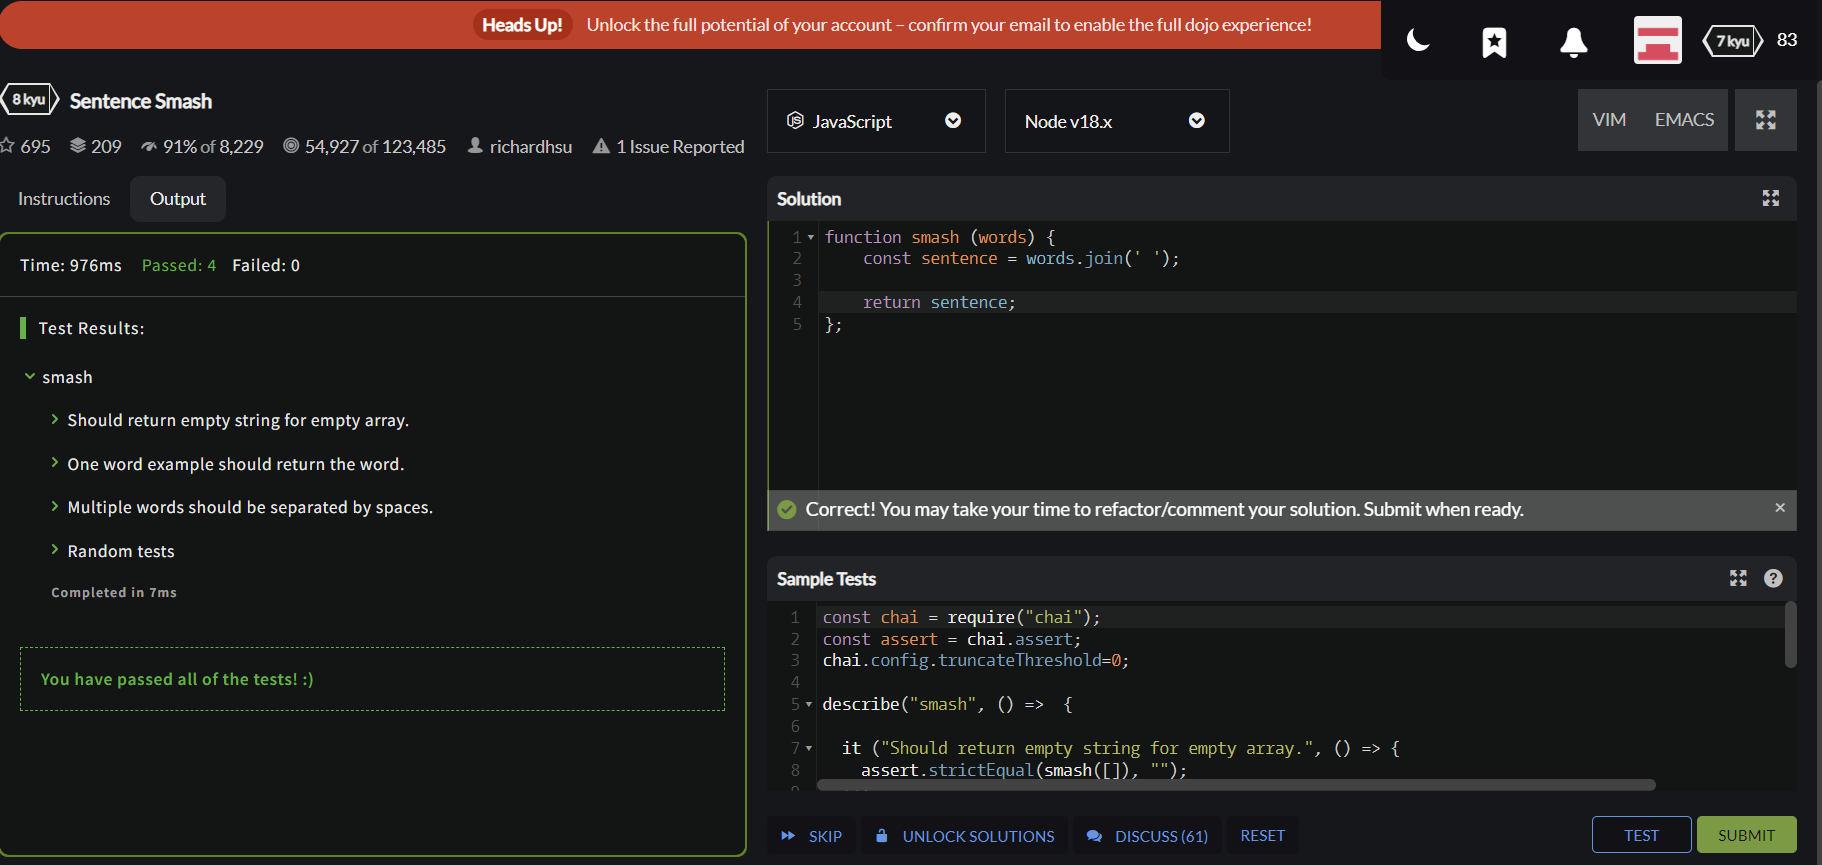 Heads Up! Unlock the full potential of your account – confirm your email to enable the full dojo experience!
7 kyu 83
8 kyu Sentence Smash
695 209 91% of 8,229 54,927 of 123,485 richardhsu 1 Issue Reported
JavaScript Node v18.x VIM EMACS
Instructions Output
Time: 976ms Passed: 4 Failed: 0
Test Results:
smash
Should return empty string for empty array.
One word example should return the word.
Multiple words should be separated by spaces.
Random tests
Completed in 7ms
You have passed all of the tests! :)
Solution
1 function smash (words) {
2     const sentence = words.join(' ');
3
4     return sentence;
5 };
Correct! You may take your time to refactor/comment your solution. Submit when ready. ×
Sample Tests ?
1 const chai = require("chai");
2 const assert = chai.assert;
3 chai.config.truncateThreshold=0;
4
5 describe("smash", () =>  {
6
7   it ("Should return empty string for empty array.", () => {
8     assert.strictEqual(smash([]), "");
SKIP UNLOCK SOLUTIONS DISCUSS (61) RESET TEST SUBMIT